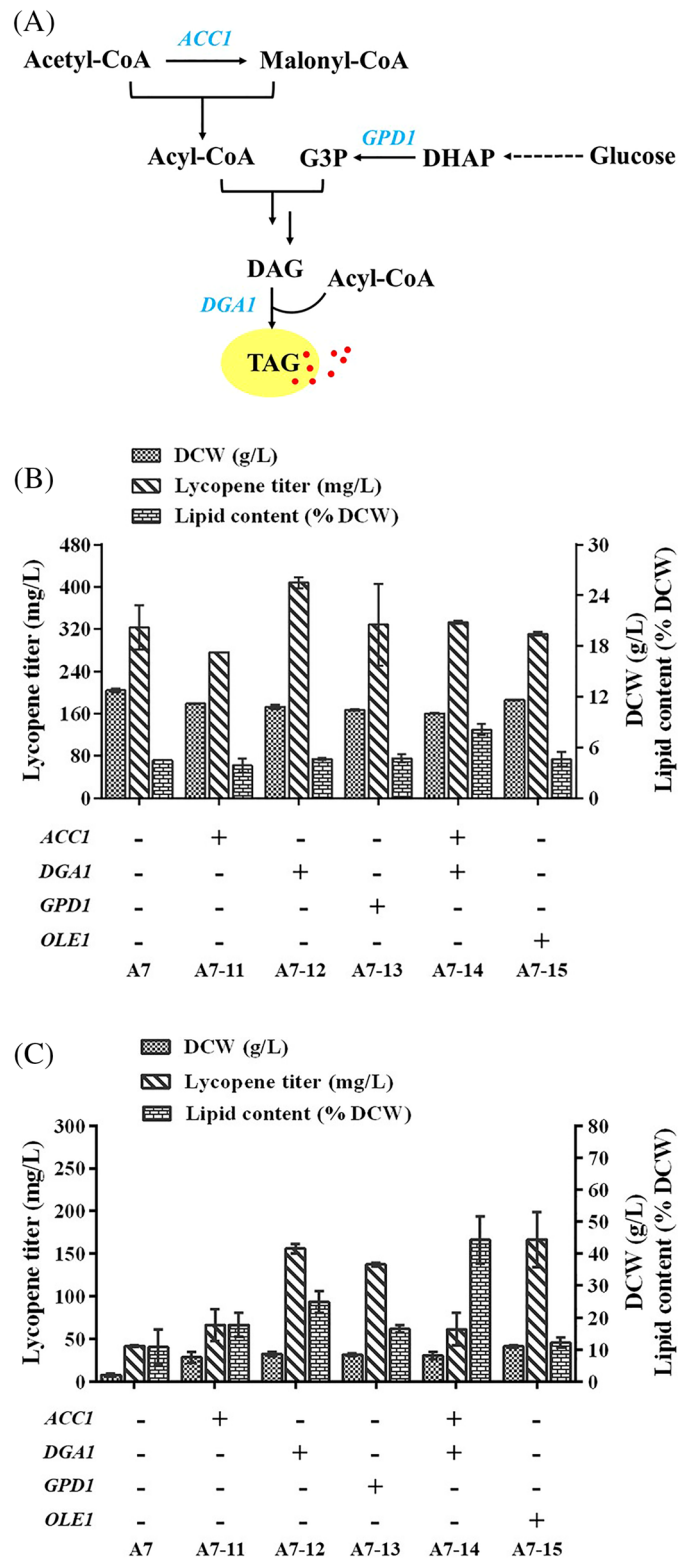 (A)
ACC1
Acetyl-CoA Malonyl-CoA
GPD1
Acyl-CoA G3P DHAP Glucose
DAG Acyl-CoA
DGA1
TAG
(B)
DCW (g/L)
Lycopene titer (mg/L)
Lipid content (% DCW)
Lycopene titer (mg/L)
480
400
320
240
160
80
0
30
24
18
12
6
0
DCW (g/L)
Lipid content (% DCW)
ACC1 - + - - + -
DGA1 - - + - + -
GPD1 - - - + - -
OLE1 - - - - - +
A7 A7-11 A7-12 A7-13 A7-14 A7-15
(C)
DCW (g/L)
Lycopene titer (mg/L)
Lipid content (% DCW)
Lycopene titer (mg/L)
300
250
200
150
100
50
0
80
70
60
50
40
30
20
10
0
DCW (g/L)
Lipid content (% DCW)
ACC1 - + - - + -
DGA1 - - + - + -
GPD1 - - - + - -
OLE1 - - - - - +
A7 A7-11 A7-12 A7-13 A7-14 A7-15